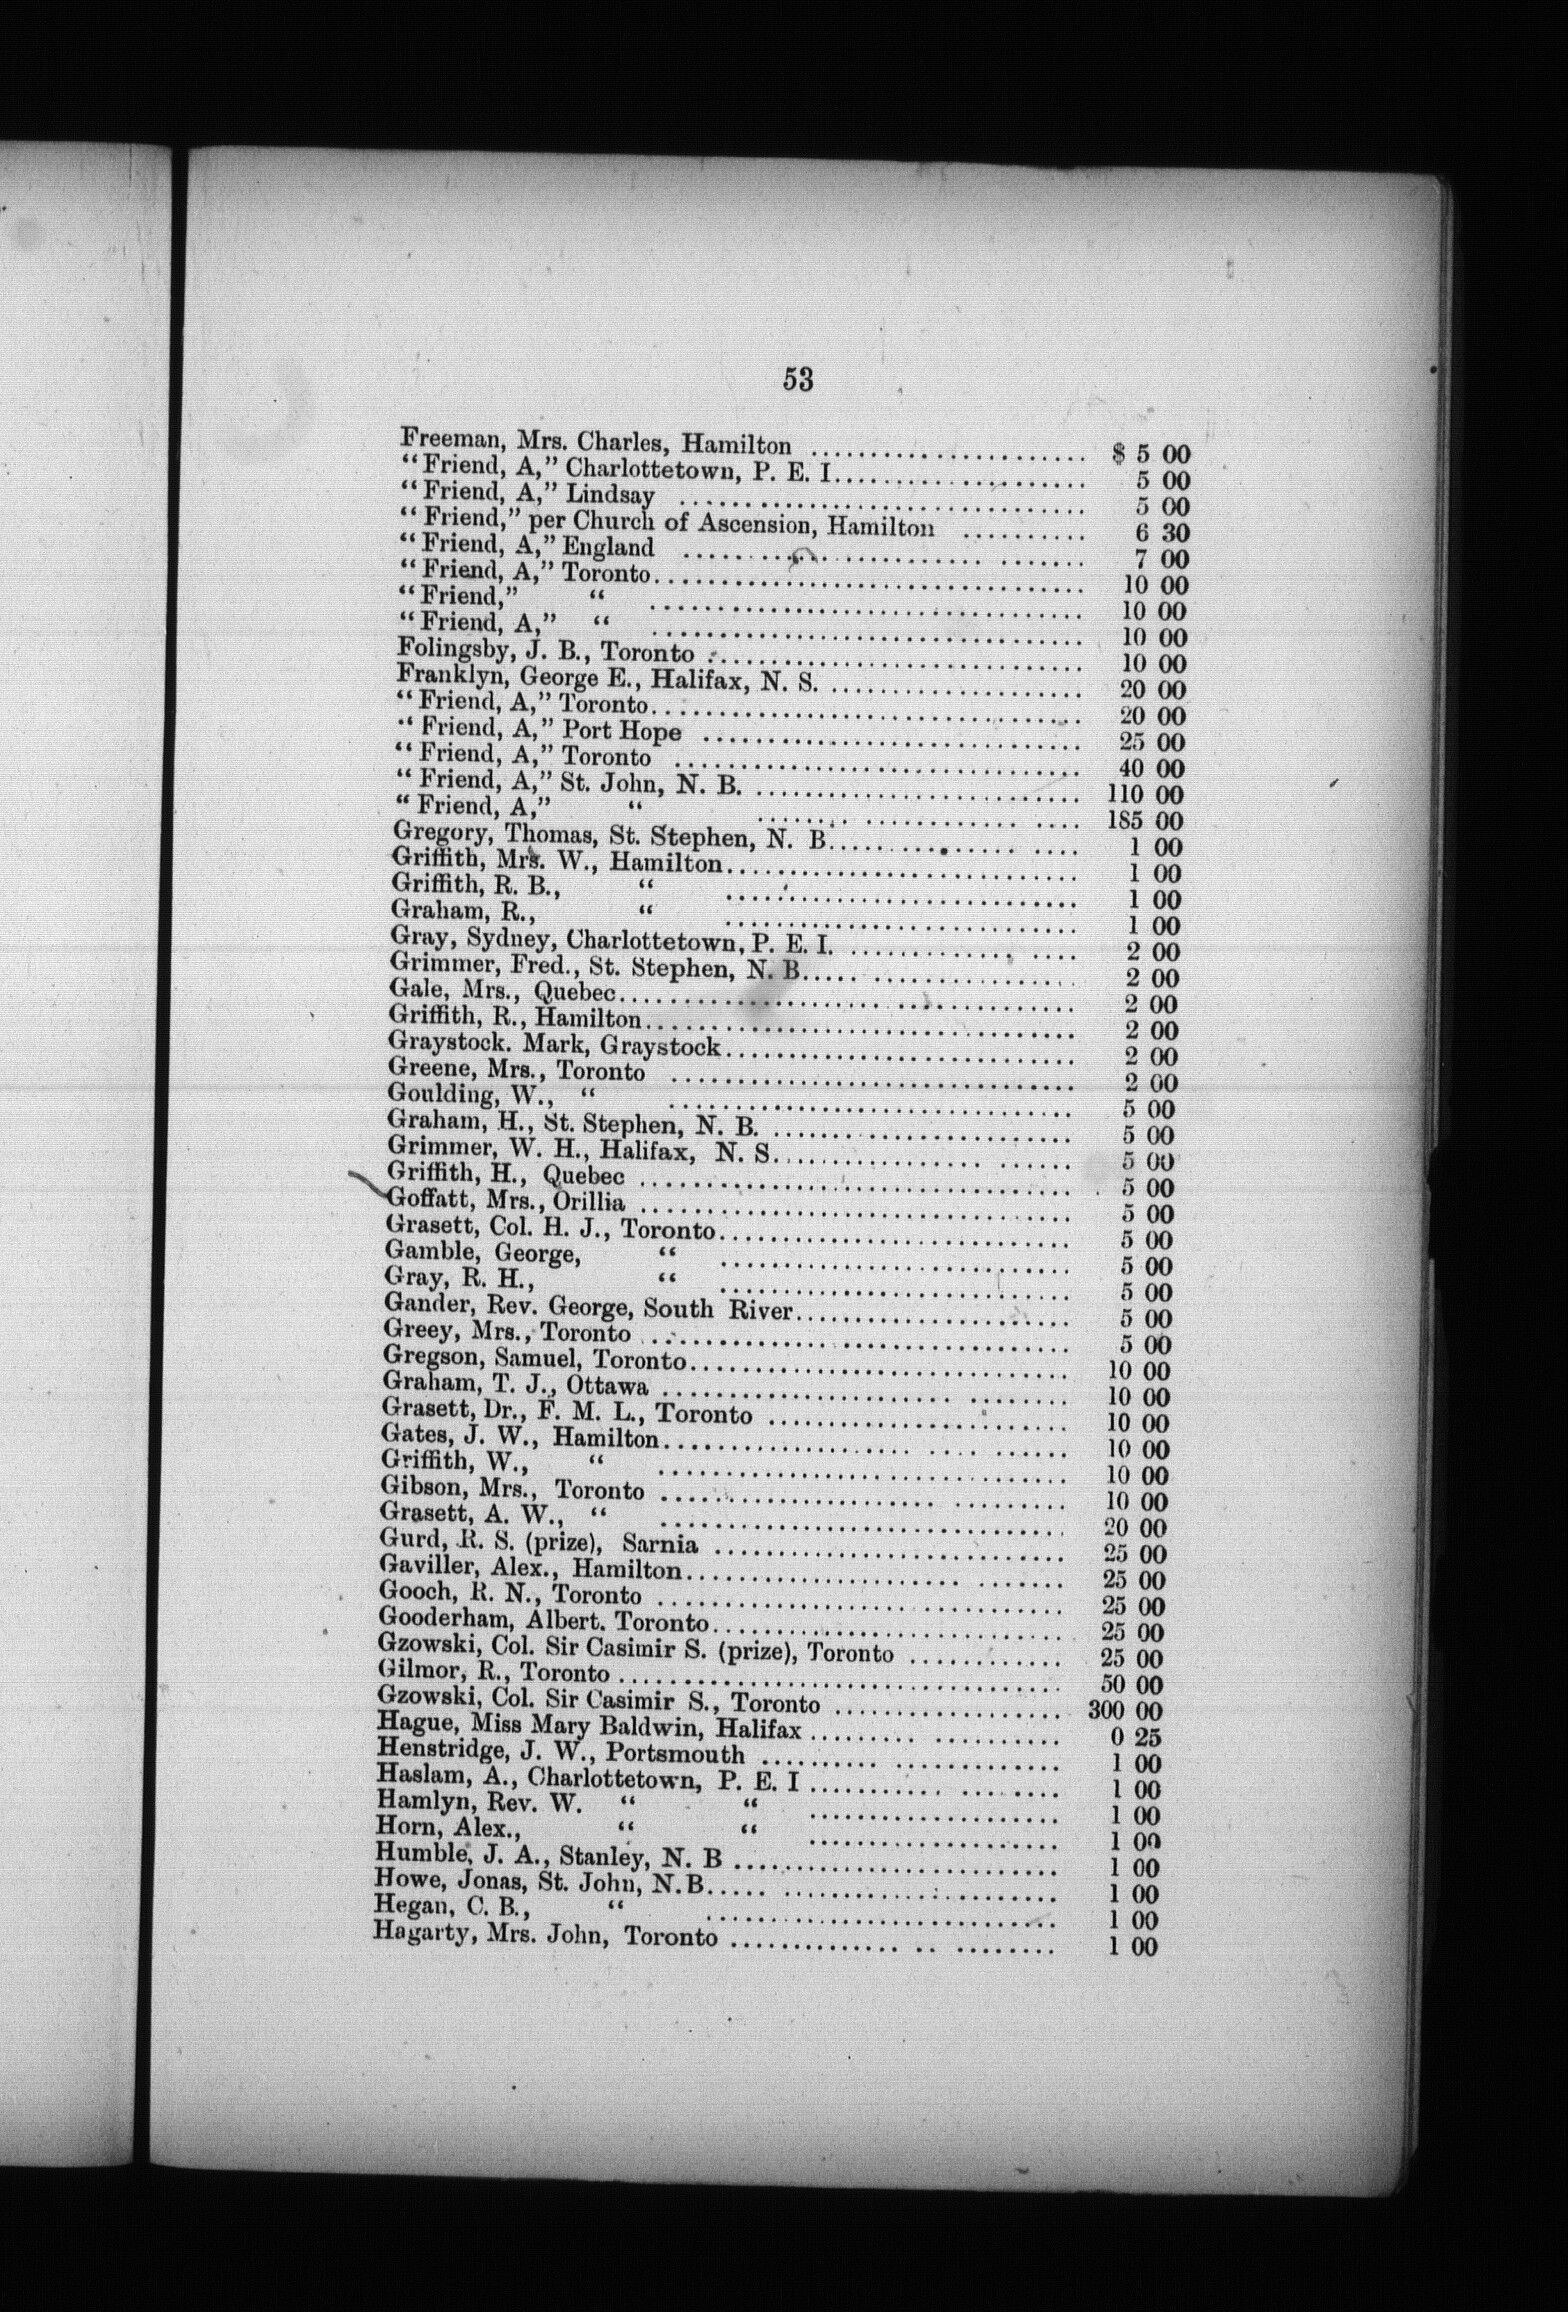 53
Freeman, Mrs. Charles, Hamilton ..................... $ 5 00
“Friend, A,” Charlottetown, P. E. I................... 5 00
“Friend, A,” Lindsay .............................. 5 00
“Friend,” per Church of Ascension, Hamilton .......... 6 30
“Friend, A,” England .............................. 7 00
“Friend, A,” Toronto................................ 10 00
“Friend,” “ ................................ 10 00
“Friend, A,” “ ................................ 10 00
Folingsby, J. B., Toronto ............................ 10 00
Franklyn, George E., Halifax, N. S. ................... 20 00
“Friend, A,” Toronto................................ 20 00
“Friend, A,” Port Hope ............................ 25 00
“Friend, A,” Toronto .............................. 40 00
“Friend, A,” St. John, N. B. ......................... 110 00
“Friend, A,” “ ....................... 185 00
Gregory, Thomas, St. Stephen, N. B................... 1 00
Griffith, Mrs. W., Hamilton........................... 1 00
Griffith, R. B., “ ........................... 1 00
Graham, R., “ ........................... 1 00
Gray, Sydney, Charlottetown, P. E. I. ................. 2 00
Grimmer, Fred., St. Stephen, N. B..................... 2 00
Gale, Mrs., Quebec.................................. 2 00
Griffith, R., Hamilton................................ 2 00
Graystock. Mark, Graystock........................... 2 00
Greene, Mrs., Toronto .............................. 2 00
Goulding, W., “ .............................. 5 00
Graham, H., St. Stephen, N. B. ....................... 5 00
Grimmer, W. H., Halifax, N. S....................... 5 00
Griffith, H., Quebec ................................ 5 00
Goffatt, Mrs., Orillia ................................ 5 00
Grasett, Col. H. J., Toronto........................... 5 00
Gamble, George, “ ........................... 5 00
Gray, R. H., “ ........................... 5 00
Gander, Rev. George, South River..................... 5 00
Greey, Mrs., Toronto ................................ 5 00
Gregson, Samuel, Toronto............................. 10 00
Graham, T. J., Ottawa .............................. 10 00
Grasett, Dr., F. M. L., Toronto ....................... 10 00
Gates, J. W., Hamilton.............................. 10 00
Griffith, W., “ .............................. 10 00
Gibson, Mrs., Toronto .............................. 10 00
Grasett, A. W., “ .............................. 20 00
Gurd, R. S. (prize), Sarnia ........................... 25 00
Gaviller, Alex., Hamilton............................. 25 00
Gooch, R. N., Toronto .............................. 25 00
Gooderham, Albert. Toronto........................... 25 00
Gzowski, Col. Sir Casimir S. (prize), Toronto ............ 25 00
Gilmor, R., Toronto ................................. 50 00
Gzowski, Col. Sir Casimir S., Toronto .................. 300 00
Hague, Miss Mary Baldwin, Halifax .................. 0 25
Henstridge, J. W., Portsmouth ...................... 1 00
Haslam, A., Charlottetown, P. E. I ................... 1 00
Hamlyn, Rev. W. “ “ ................... 1 00
Horn, Alex., “ “ ................... 1 00
Humble, J. A., Stanley, N. B ......................... 1 00
Howe, Jonas, St. John, N.B.......................... 1 00
Hegan, C. B., “ ........................... 1 00
Hagarty, Mrs. John, Toronto ........................ 1 00